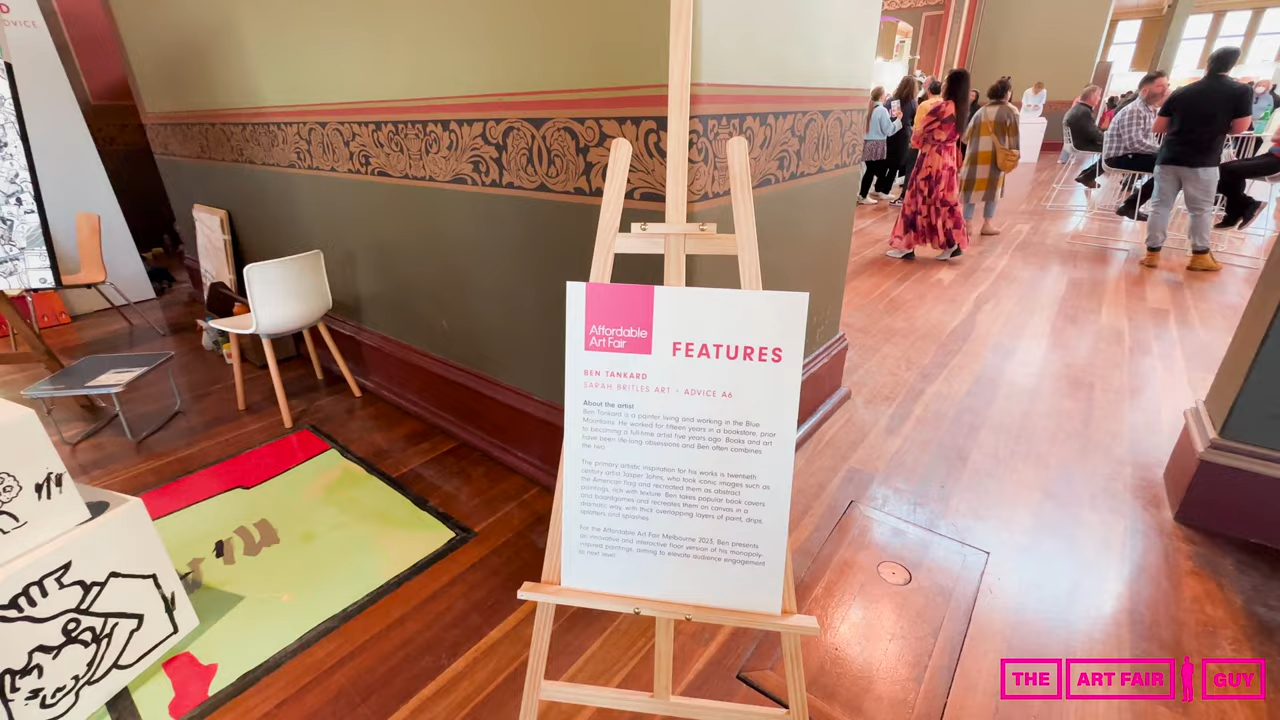 D
DVICE
Affordable
Art Fair
FEATURES
BEN TANKARD
SARAH BRITLES ART - ADVICE A6
About the artist
Ben Tankard is a painter living and working in the Blue
Mountains. He worked for fifteen years in a bookstore, prior
to becoming a full-time artist five years ago. Books and art
have been life-long obsessions and Ben often combines
the two.
The primary artistic inspiration for his works is twentieth
century artist Jasper Johns, who took iconic images such as
the American flag and recreated them as abstract
paintings, rich with texture. Ben takes popular book covers
and boardgames and recreates them on canvas in a
dramatic way, with thick overlapping layers of paint, drips,
splatters and splashes.
For the Affordable Art Fair Melbourne 2023, Ben presents
an innovative and interactive floor version of his monopoly-
inspired paintings, aiming to elevate audience engagement
to next level.
THE ART FAIR GUY